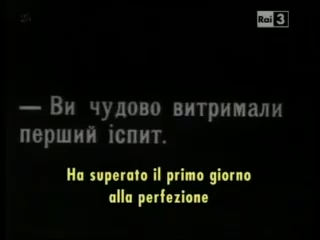 Rai 3
— Ви чудово витримали
перший іспит.
Ha superato il primo giorno
alla perfezione